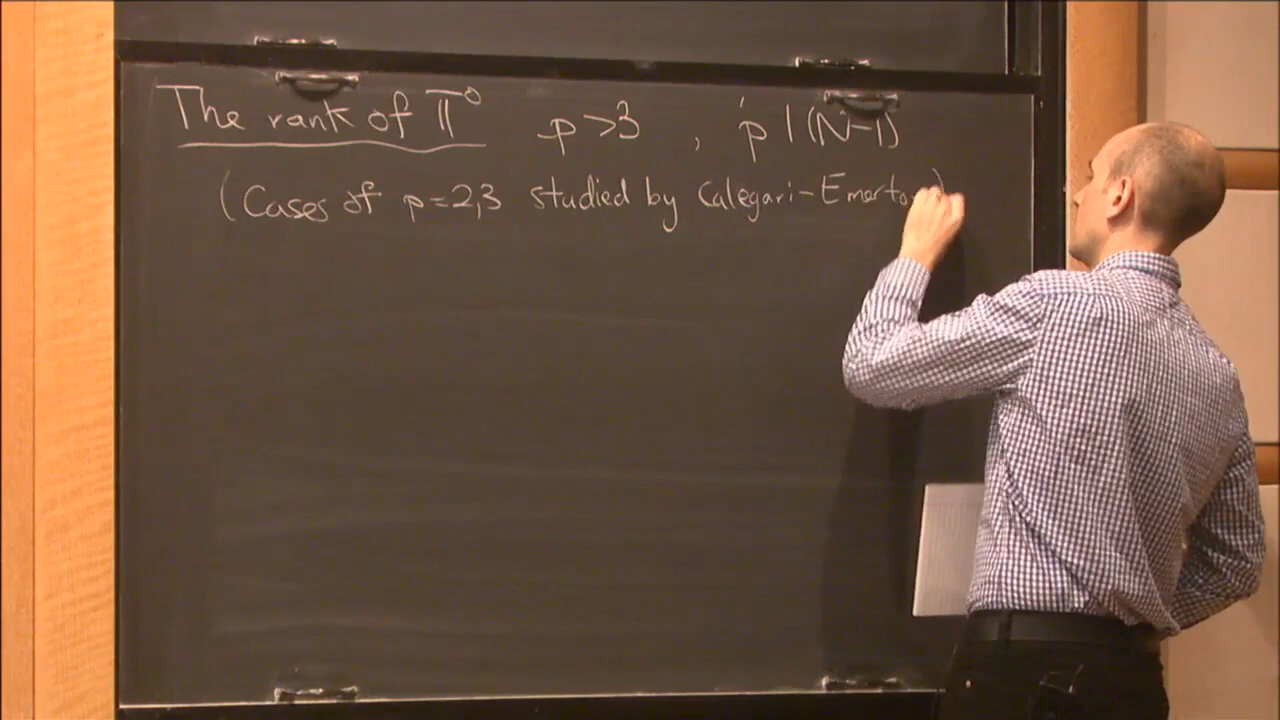 The rank of 𝕋⁰ p>3 , p | (N-1)
(Cases of p=2,3 studied by Calegari-Emerton)